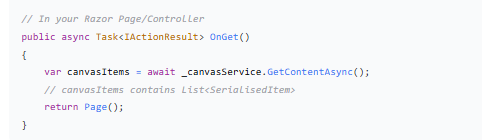 // In your Razor Page/Controller
public async Task<IActionResult> OnGet()
{
    var canvasItems = await _canvasService.GetContentAsync();
    // canvasItems contains List<SerialisedItem>
    return Page();
}